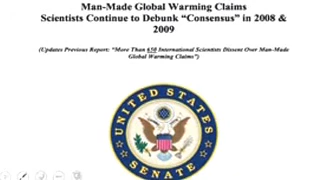 Man-Made Global Warming Claims
Scientists Continue to Debunk “Consensus” in 2008 &
2009
(Updates Previous Report: “More Than 650 International Scientists Dissent Over Man-Made
Global Warming Claims”)
UNITED STATES
SENATE